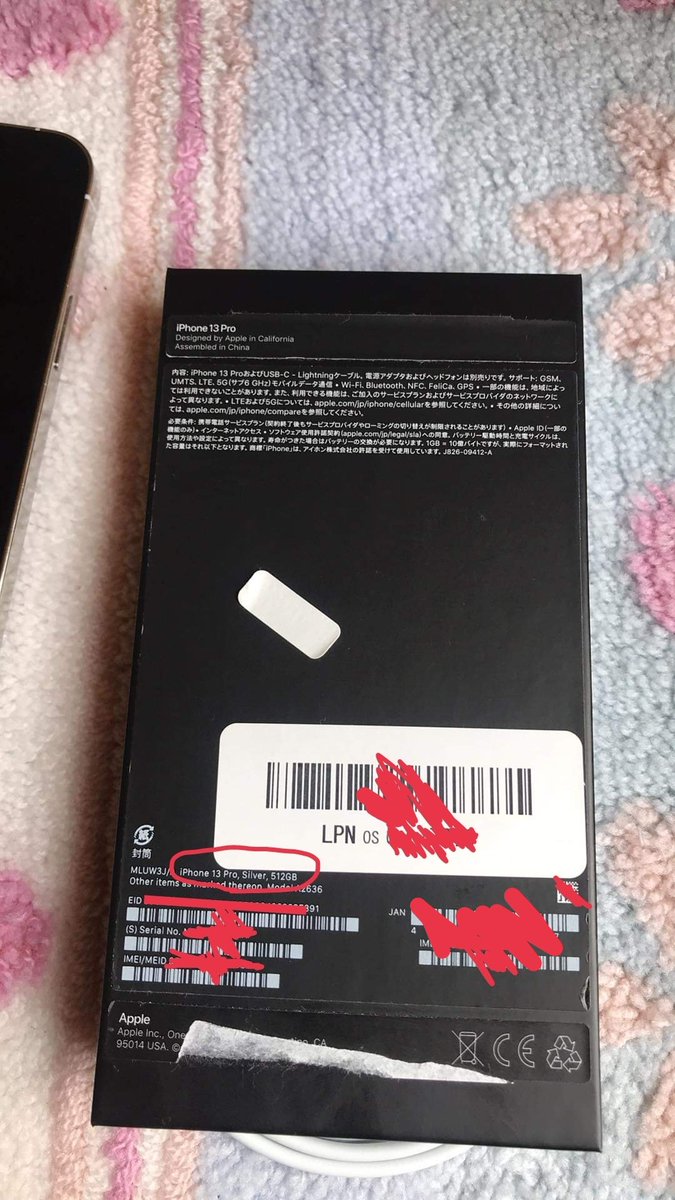 iPhone 13 Pro
Designed by Apple in California
Assembled in China
内容: iPhone 13 ProおよびUSB-C - Lightningケーブル。電源アダプタおよびヘッドフォンは別売りです。サポート: GSM,
UMTS, LTE, 5G(サブ6 GHz)モバイルデータ通信 • Wi-Fi, Bluetooth, NFC, FeliCa, GPS • 一部の機能は、地域によっ
ては利用できないことがあります。また、利用できる機能は、ご加入のサービスプランおよびサービスプロバイダのネットワークに
よって異なります。• LTEおよび5Gについては、apple.com/jp/iphone/cellularを参照してください。• その他の詳細につい
は、apple.com/jp/iphone/compareを参照してください。
必要条件: 携帯電話サービスプラン(契約終了後もサービスプロバイダやローミングの切り替えが制限されることがあります) • Apple ID(一部の
機能のみ) • インターネットアクセス • ソフトウェア使用許諾契約(apple.com/jp/legal/sla)への同意。バッテリー駆動時間と充電サイクルは、
使用方法や設定によって異なります。寿命がつきた場合はバッテリーの交換が必要になります。1GB = 10億バイトですが、実際にフォーマットされ
た容量はそれ以下となります。商標「iPhone」は、アイホン株式会社の許諾を受けて使用しています。J826-09412-A
LPN OS
紙
封筒
MLUW3J/ iPhone 13 Pro, Silver, 512GB
Other items as marked thereon. Model 2636
EID 391
(S) Serial No.
JAN
4
IMEI/MEID
IM
Apple
Apple Inc., One CA
95014 USA. ©
CE